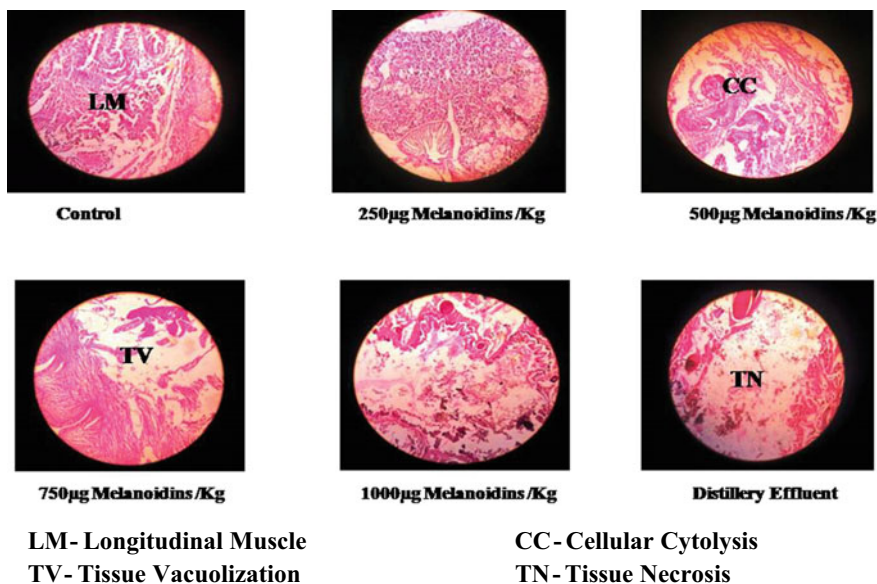 LM
CC
Control
250µg Melanoidins /Kg
500µg Melanoidins /Kg
TV
TN
750µg Melanoidins /Kg
1000µg Melanoidins /Kg
Distillery Effluent
LM- Longitudinal Muscle
CC- Cellular Cytolysis
TV- Tissue Vacuolization
TN- Tissue Necrosis